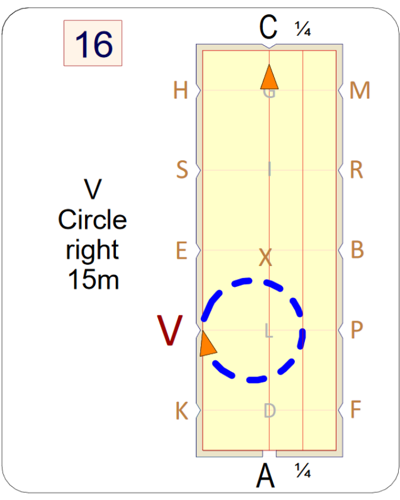 16
C ¼
H G M
S I R
V
Circle
right
15m
E X B
V L P
K D F
A ¼